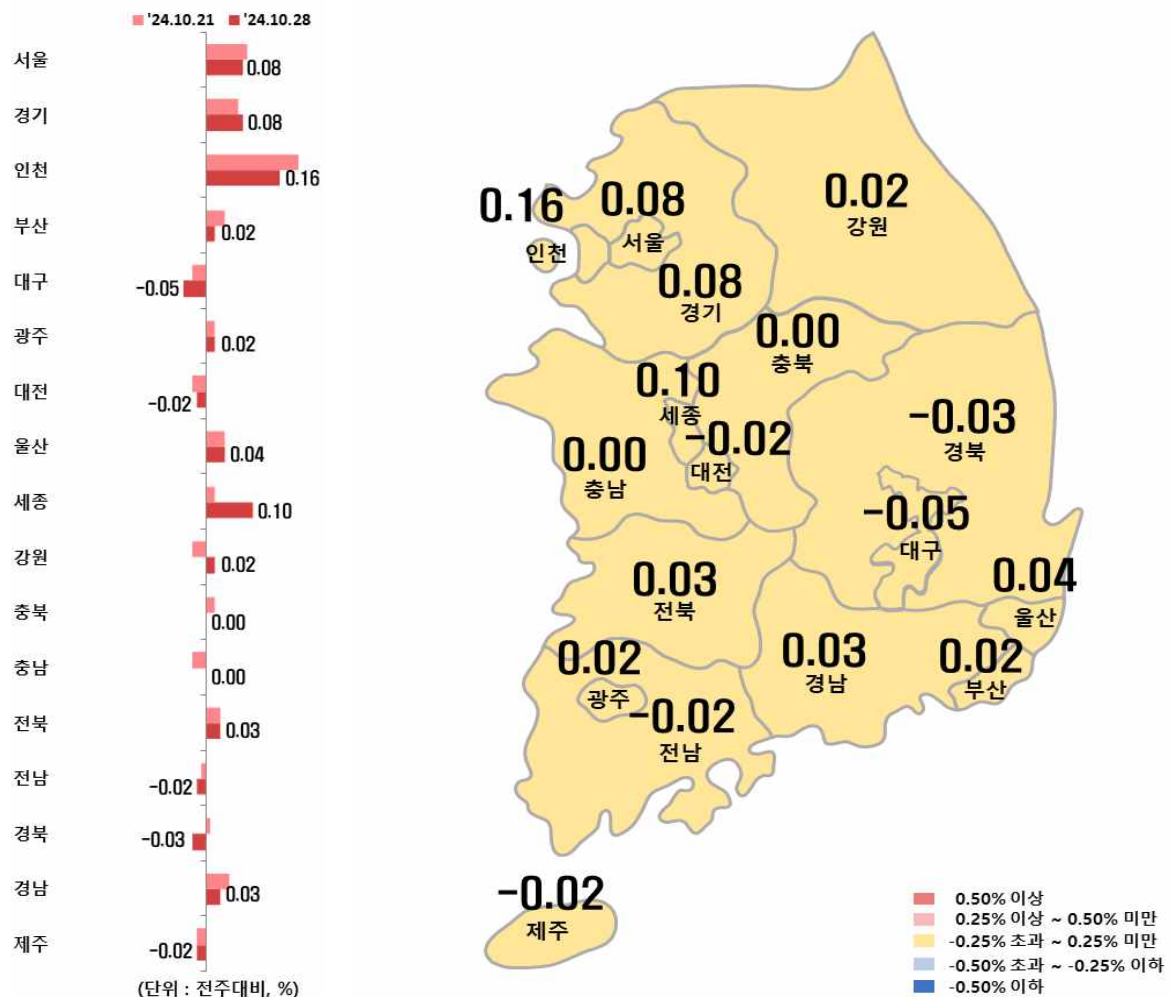 '24.10.21 '24.10.28
서울 0.08
경기 0.08
인천 0.16
부산 0.02
대구 -0.05
광주 0.02
대전 -0.02
울산 0.04
세종 0.10
강원 0.02
충북 0.00
충남 0.00
전북 0.03
전남 -0.02
경북 -0.03
경남 0.03
제주 -0.02
(단위 : 전주대비, %)
0.02
강원
0.16
인천
0.08
서울
0.08
경기
0.00
충북
0.10
세종
-0.02
대전
0.00
충남
-0.03
경북
-0.05
대구
0.04
울산
0.03
전북
0.03
경남
0.02
부산
0.02
광주
-0.02
전남
-0.02
제주
0.50% 이상
0.25% 이상 ~ 0.50% 미만
-0.25% 초과 ~ 0.25% 미만
-0.50% 초과 ~ -0.25% 이하
-0.50% 이하